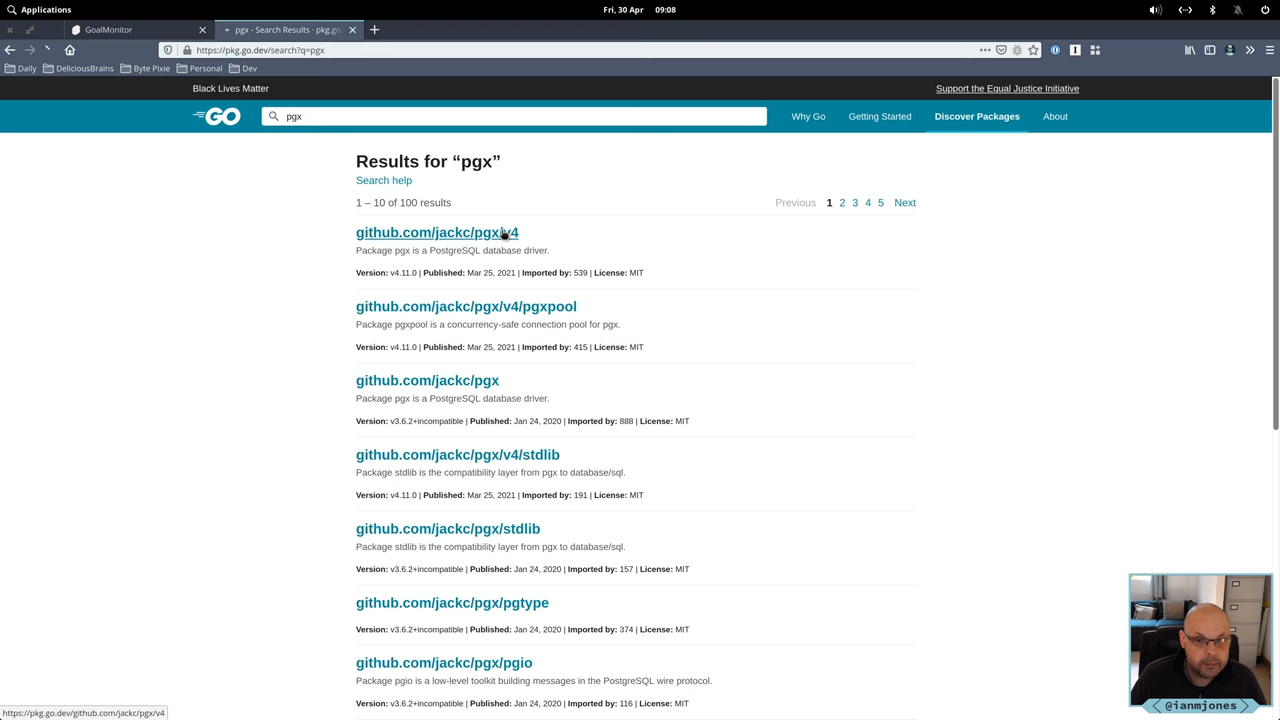 Applications
Fri, 30 Apr 09:08
GoalMonitor
pgx - Search Results · pkg.go
https://pkg.go.dev/search?q=pgx
Daily
DeliciousBrains
Byte Pixie
Personal
Dev
Black Lives Matter
Support the Equal Justice Initiative
GO
pgx
Why Go
Getting Started
Discover Packages
About
Results for “pgx”
Search help
1 – 10 of 100 results
Previous 1 2 3 4 5 Next
github.com/jackc/pgx/v4
Package pgx is a PostgreSQL database driver.
Version: v4.11.0 | Published: Mar 25, 2021 | Imported by: 539 | License: MIT
github.com/jackc/pgx/v4/pgxpool
Package pgxpool is a concurrency-safe connection pool for pgx.
Version: v4.11.0 | Published: Mar 25, 2021 | Imported by: 415 | License: MIT
github.com/jackc/pgx
Package pgx is a PostgreSQL database driver.
Version: v3.6.2+incompatible | Published: Jan 24, 2020 | Imported by: 888 | License: MIT
github.com/jackc/pgx/v4/stdlib
Package stdlib is the compatibility layer from pgx to database/sql.
Version: v4.11.0 | Published: Mar 25, 2021 | Imported by: 191 | License: MIT
github.com/jackc/pgx/stdlib
Package stdlib is the compatibility layer from pgx to database/sql.
Version: v3.6.2+incompatible | Published: Jan 24, 2020 | Imported by: 157 | License: MIT
github.com/jackc/pgx/pgtype
Version: v3.6.2+incompatible | Published: Jan 24, 2020 | Imported by: 374 | License: MIT
github.com/jackc/pgx/pgio
Package pgio is a low-level toolkit building messages in the PostgreSQL wire protocol.
Version: v3.6.2+incompatible | Published: Jan 24, 2020 | Imported by: 116 | License: MIT
https://pkg.go.dev/github.com/jackc/pgx/v4
@ianmjones